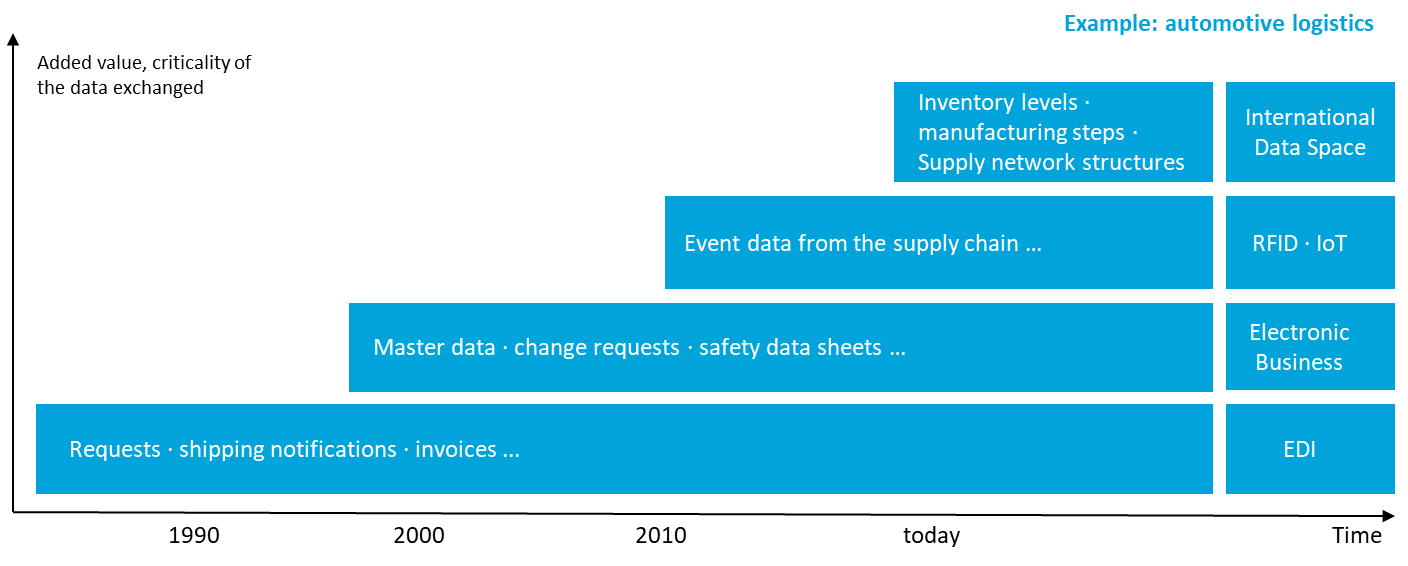 Example: automotive logistics
Added value, criticality of
the data exchanged
Inventory levels ·
manufacturing steps ·
Supply network structures
International
Data Space
Event data from the supply chain ...
RFID · IoT
Master data · change requests · safety data sheets ...
Electronic
Business
Requests · shipping notifications · invoices ...
EDI
1990 2000 2010 today Time